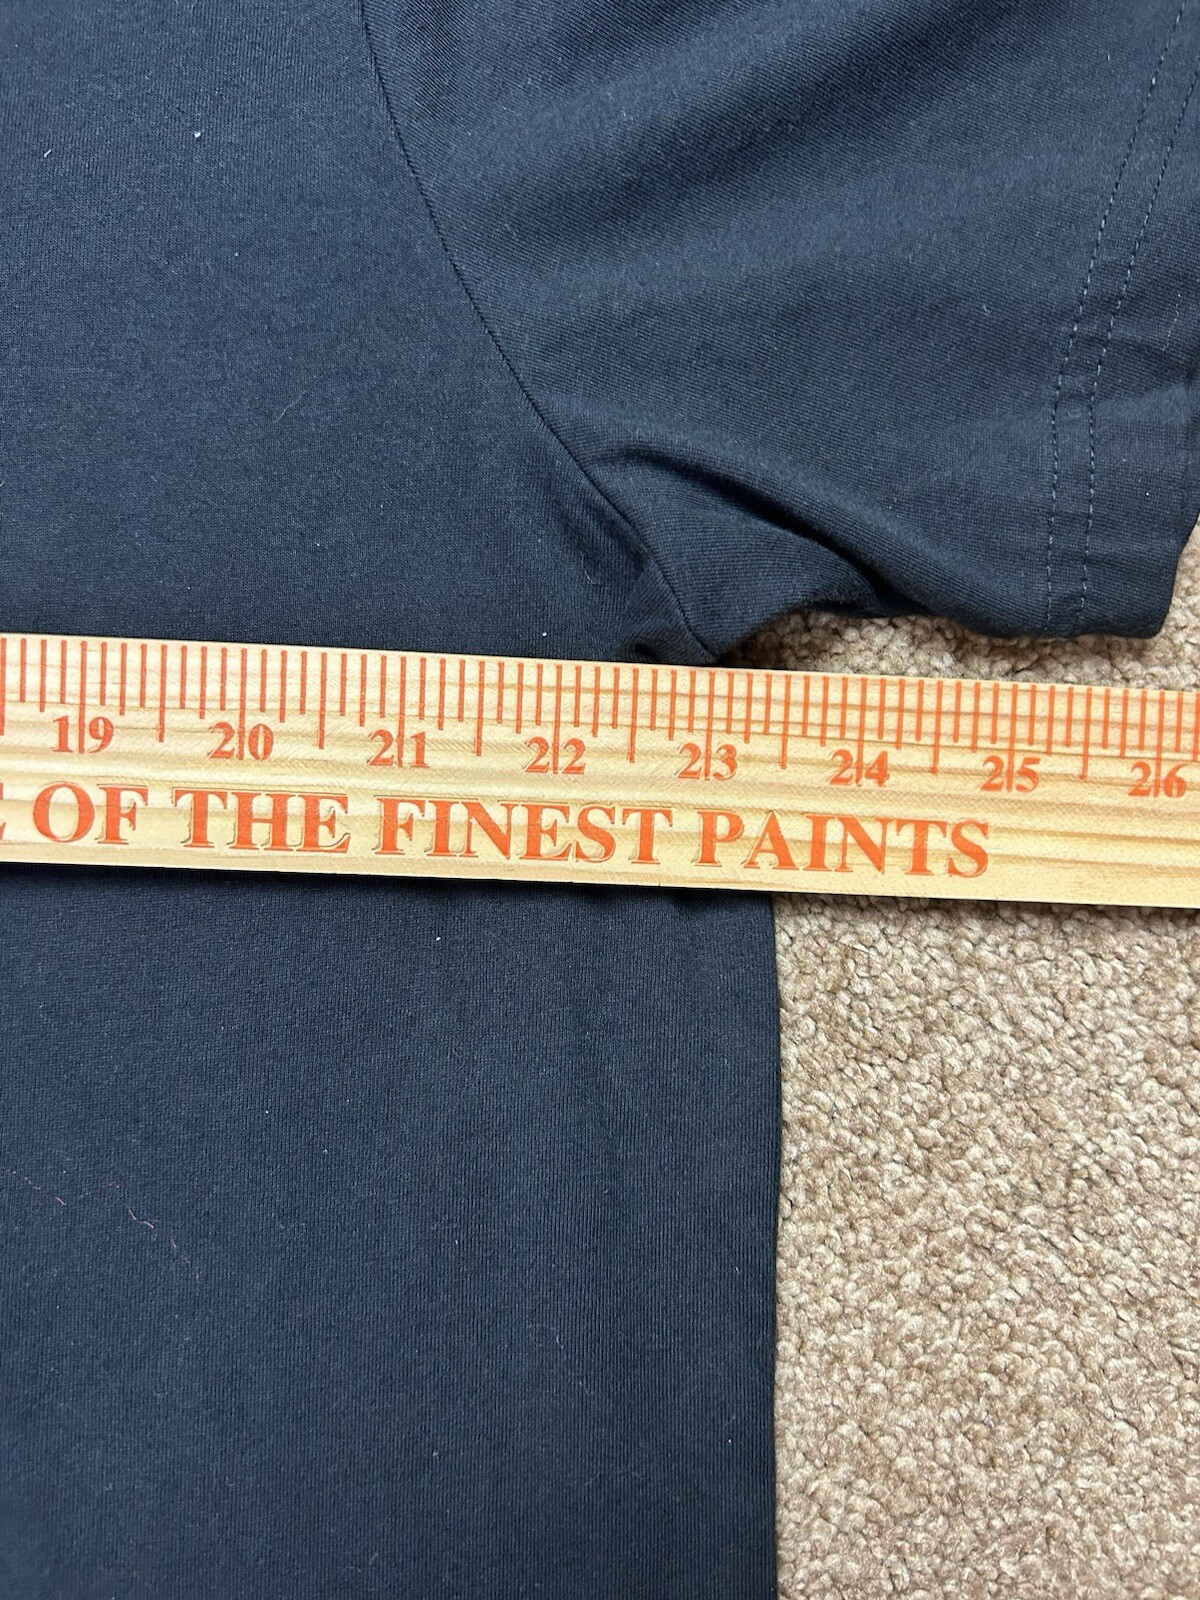 19 20 21 22 23 24 25 26
OF THE FINEST PAINTS